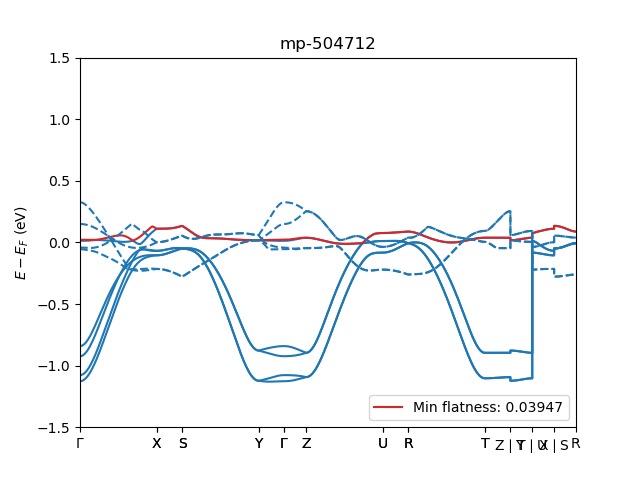 mp-504712
E − E_F (eV)
1.5
1.0
0.5
0.0
−0.5
−1.0
−1.5
Min flatness: 0.03947
Γ X S Y Γ Z U R T Z | Y | X | S R